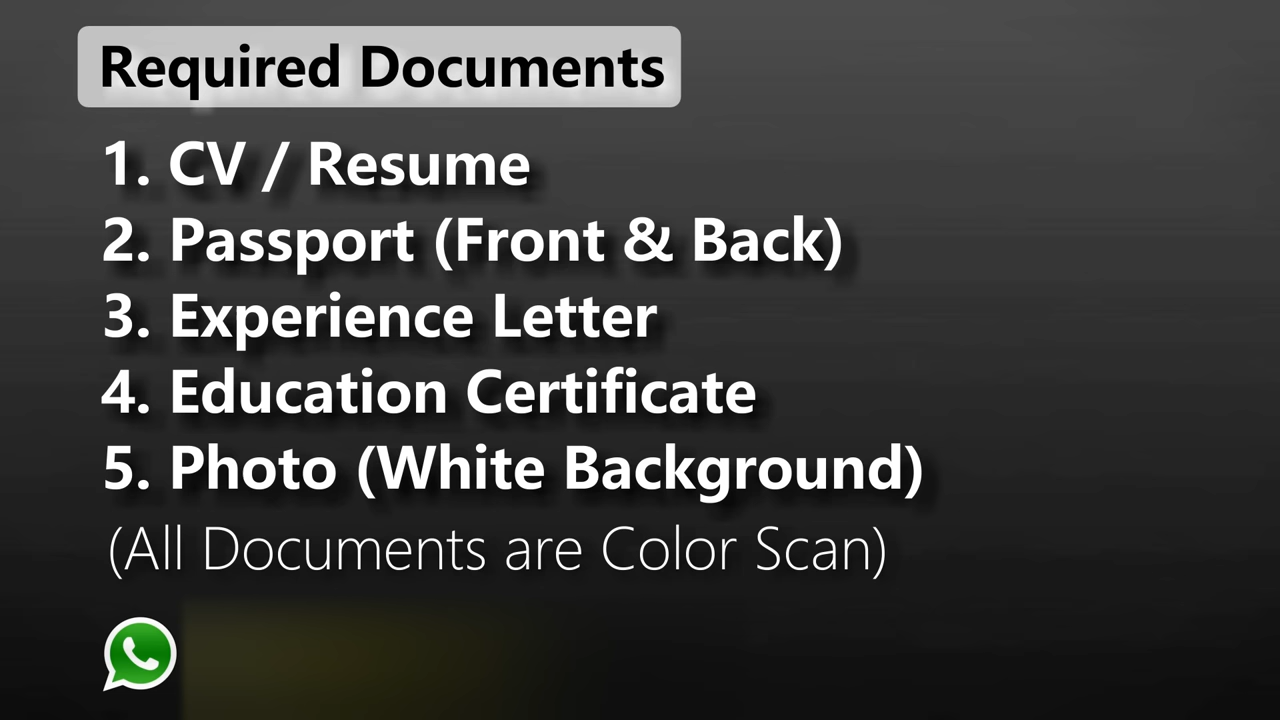 Required Documents
1. CV / Resume
2. Passport (Front & Back)
3. Experience Letter
4. Education Certificate
5. Photo (White Background)
(All Documents are Color Scan)